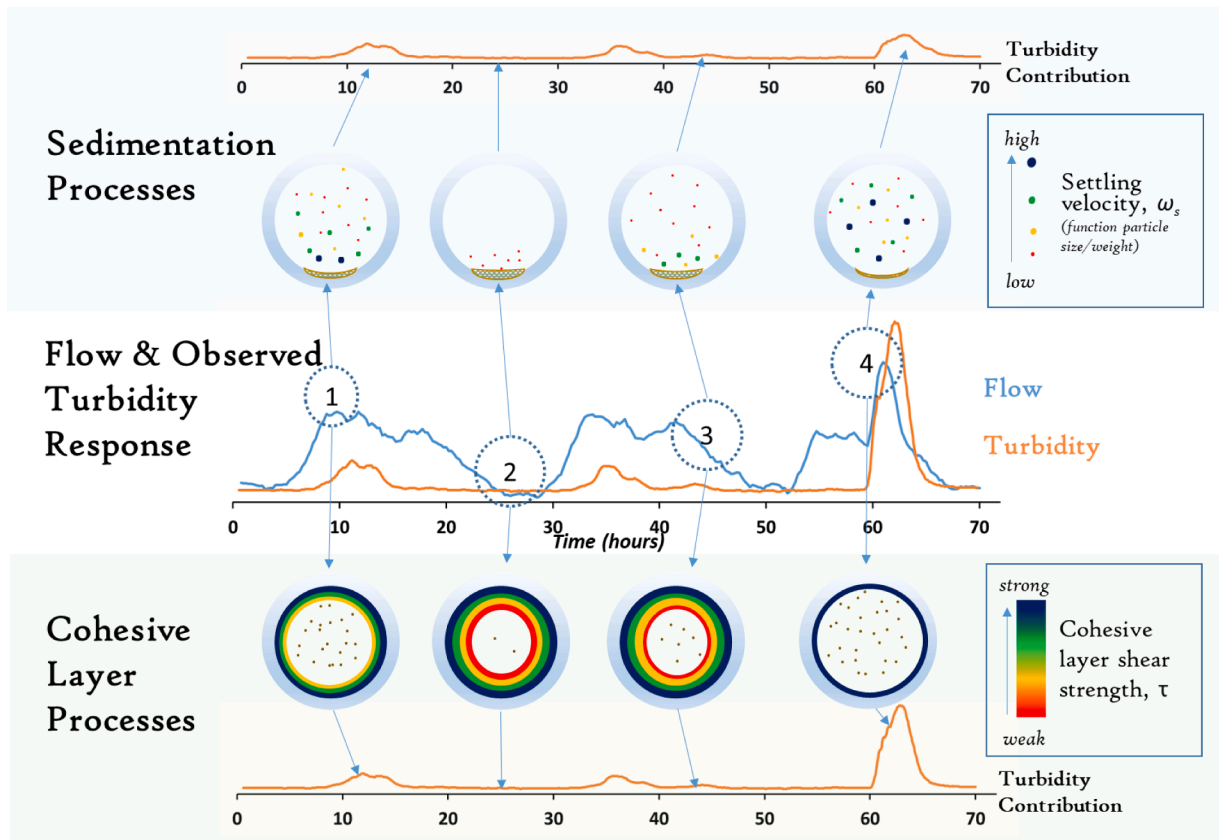 0 10 20 30 40 50 60 70
Turbidity
Contribution
Sedimentation
Processes
high
low
Settling
velocity, ωs
(function particle
size/weight)
Flow & Observed
Turbidity
Response
1
2
3
4
Flow
Turbidity
0 10 20 30 40 50 60 70
Time (hours)
Cohesive
Layer
Processes
strong
weak
Cohesive
layer shear
strength, τ
0 10 20 30 40 50 60 70
Turbidity
Contribution